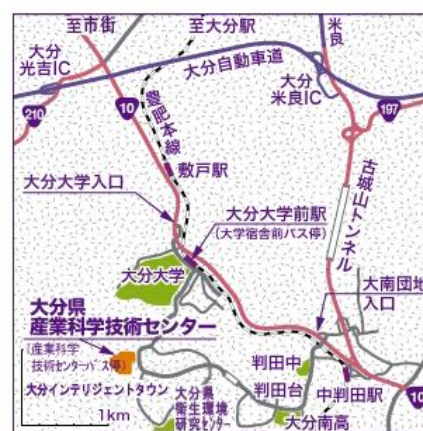 至市街
至大分駅
米良
大分
光吉IC
大分自動車道
大分
米良IC
210
10
197
豊肥本線
敷戸駅
大分大学入口
古城山トンネル
大分大学前駅
(大学宿舎前バス停)
大分大学
大南団地
入口
大分県
産業科学技術センター
(産業科学
技術センターバス停)
判田中
大分インテリジェントタウン
大分県
衛生環境
研究センター
判田台
中判田駅
10
大分南高
1km